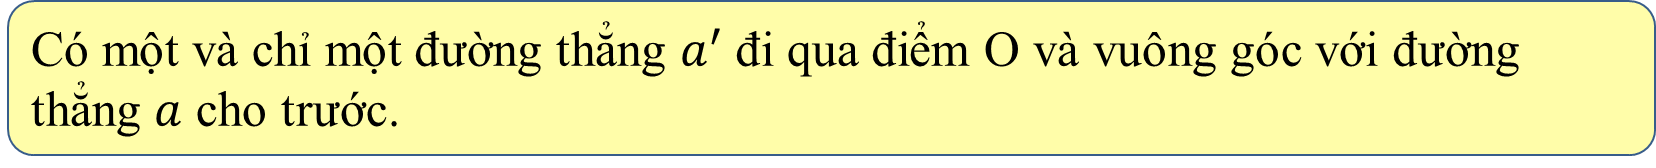 Có một và chỉ một đường thẳng a′ đi qua điểm O và vuông góc với đường
thẳng a cho trước.